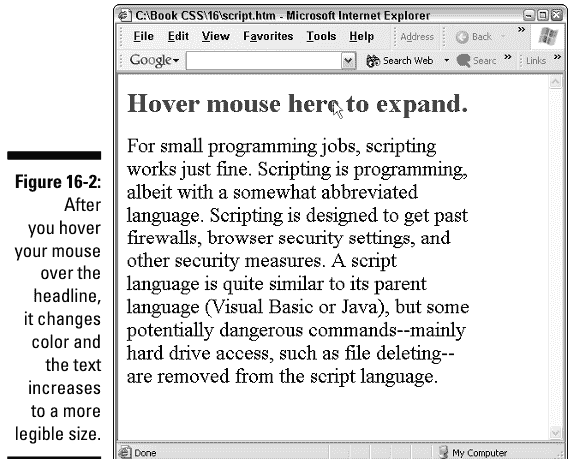 C:\Book CSS\16\script.htm - Microsoft Internet Explorer
File Edit View Favorites Tools Help Address Back »
Google Search Web Searc » Links »
Hover mouse here to expand.
For small programming jobs, scripting
works just fine. Scripting is programming,
albeit with a somewhat abbreviated
language. Scripting is designed to get past
firewalls, browser security settings, and
other security measures. A script
language is quite similar to its parent
language (Visual Basic or Java), but some
potentially dangerous commands--mainly
hard drive access, such as file deleting--
are removed from the script language.
Done My Computer
Figure 16-2:
After
you hover
your mouse
over the
headline,
it changes
color and
the text
increases
to a more
legible size.